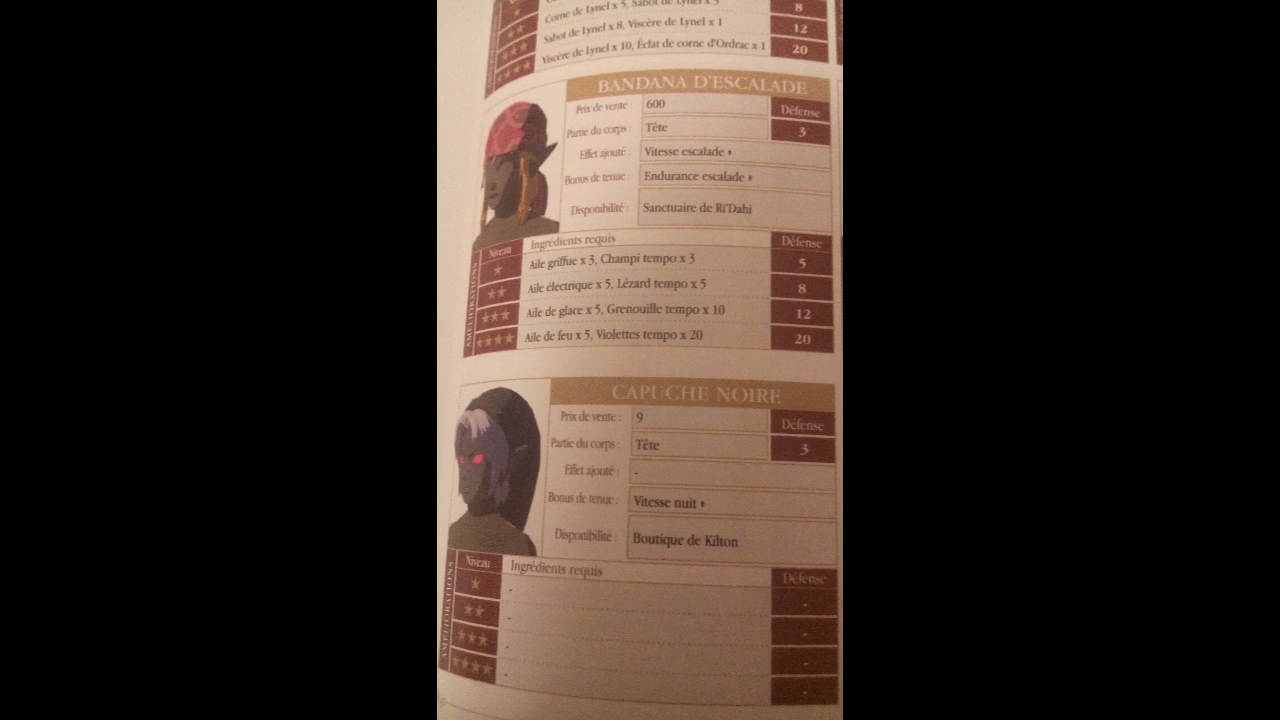 Corne de Lynel x 5, Sabot de Lynel x 5
8
★★
Sabot de Lynel x 8, Viscère de Lynel x 1
12
★★★
Viscère de Lynel x 10, Éclat de corne d'Ordrac x 1
20
★★★★
BANDANA D'ESCALADE
Prix de vente : 600
Défense
Partie du corps : Tête
3
Effet ajouté : Vitesse escalade +
Bonus de tenue : Endurance escalade +
Disponibilité : Sanctuaire de Ri'Dahi
AMÉLIORATIONS
Niveau Ingrédients requis Défense
★ Aile griffue x 3, Champi tempo x 3 5
★★ Aile électrique x 5, Lézard tempo x 5 8
★★★ Aile de glace x 5, Grenouille tempo x 10 12
★★★★ Aile de feu x 5, Violettes tempo x 20 20
CAPUCHE NOIRE
Prix de vente : 9
Défense
Partie du corps : Tête
3
Effet ajouté : -
Bonus de tenue : Vitesse nuit +
Disponibilité : Boutique de Kilton
AMÉLIORATIONS
Niveau Ingrédients requis Défense
★ - -
★★ - -
★★★ - -
★★★★ - -